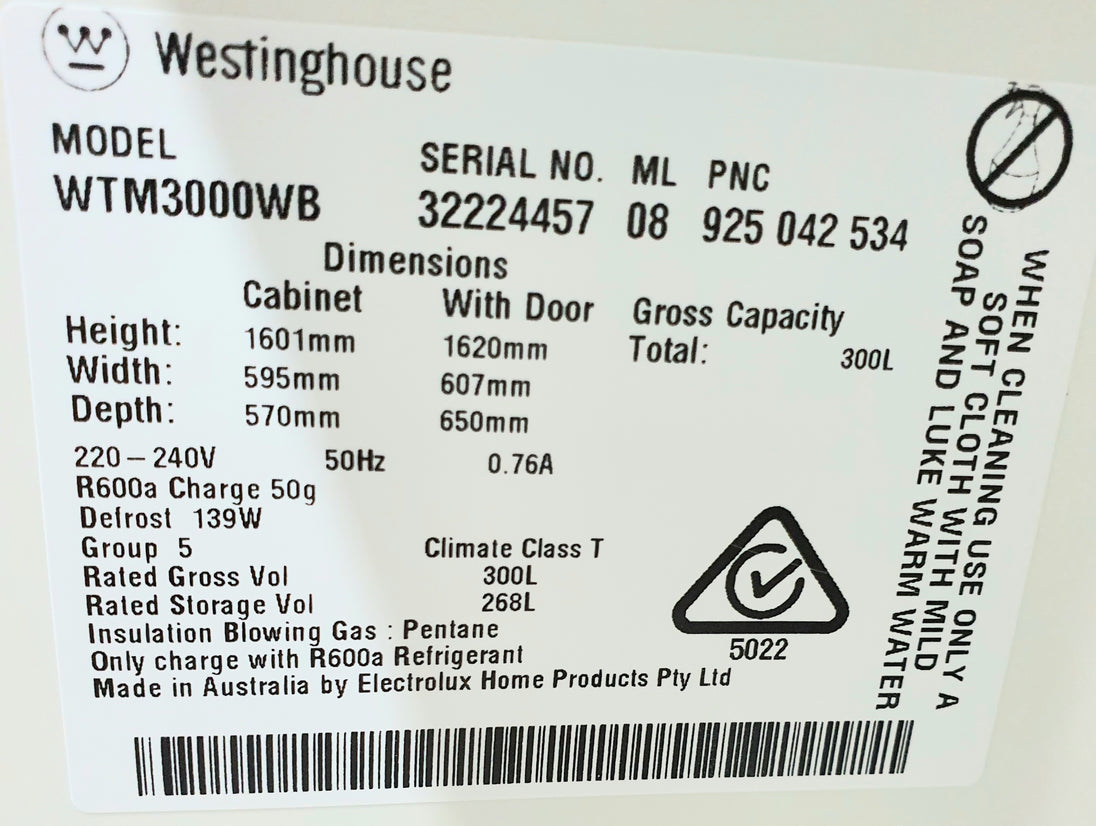 Westinghouse
MODEL SERIAL NO. ML PNC
WTM3000WB 32224457 08 925 042 534
Dimensions
Cabinet With Door Gross Capacity
Height: 1601mm 1620mm Total: 300L
Width: 595mm 607mm
Depth: 570mm 650mm
220 – 240V 50Hz 0.76A
R600a Charge 50g
Defrost 139W
Group 5 Climate Class T
Rated Gross Vol 300L
Rated Storage Vol 268L
Insulation Blowing Gas : Pentane
Only charge with R600a Refrigerant
Made in Australia by Electrolux Home Products Pty Ltd
5022
WHEN CLEANING USE ONLY A
SOFT CLOTH WITH MILD
SOAP AND LUKE WARM WATER